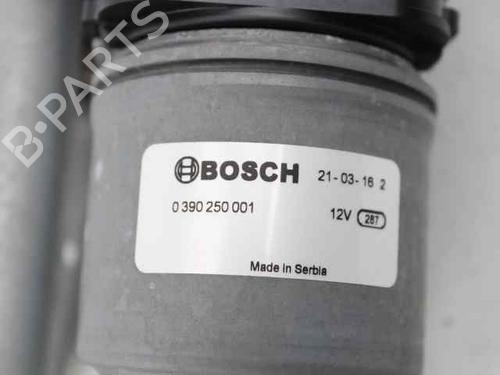 B-PARTS
BOSCH 21-03-16 2
0 390 250 001 12V 287
Made in Serbia